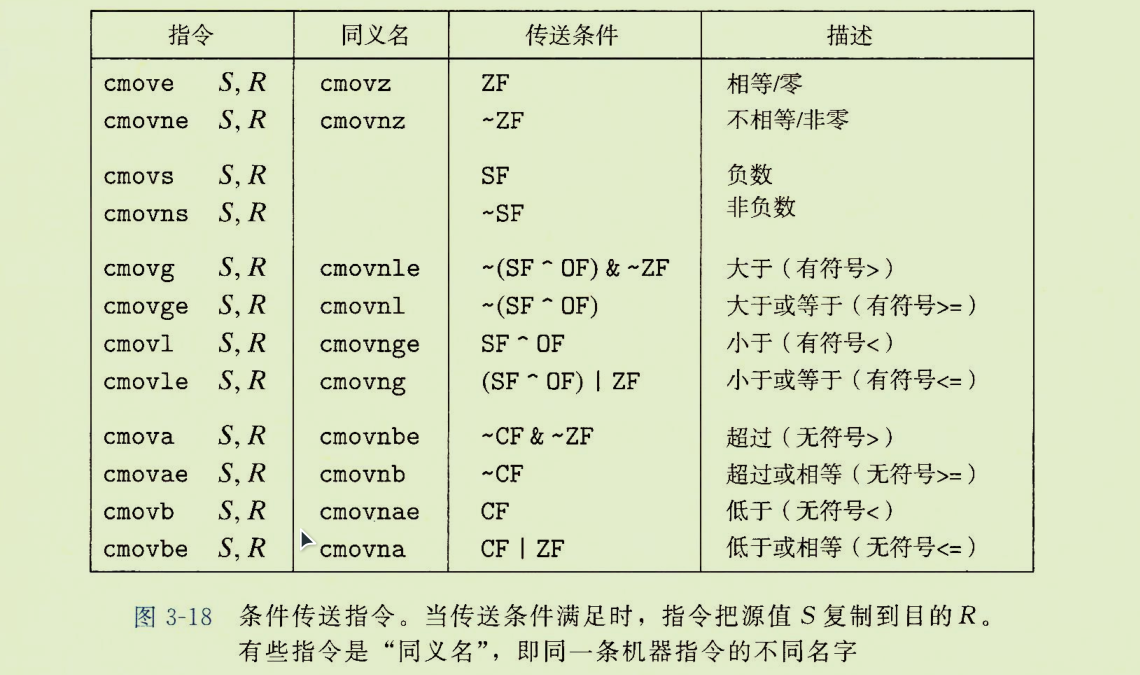 指令 同义名 传送条件 描述
cmove S, R cmovz ZF 相等/零
cmovne S, R cmovnz ~ZF 不相等/非零
cmovs S, R SF 负数
cmovns S, R ~SF 非负数
cmovg S, R cmovnle ~(SF ^ OF) & ~ZF 大于（有符号>）
cmovge S, R cmovnl ~(SF ^ OF) 大于或等于（有符号>=）
cmovl S, R cmovnge SF ^ OF 小于（有符号<）
cmovle S, R cmovng (SF ^ OF) | ZF 小于或等于（有符号<=）
cmova S, R cmovnbe ~CF & ~ZF 超过（无符号>）
cmovae S, R cmovnb ~CF 超过或相等（无符号>=）
cmovb S, R cmovnae CF 低于（无符号<）
cmovbe S, R cmovna CF | ZF 低于或相等（无符号<=）
图 3-18 条件传送指令。当传送条件满足时，指令把源值 S 复制到目的 R。
有些指令是“同义名”，即同一条机器指令的不同名字